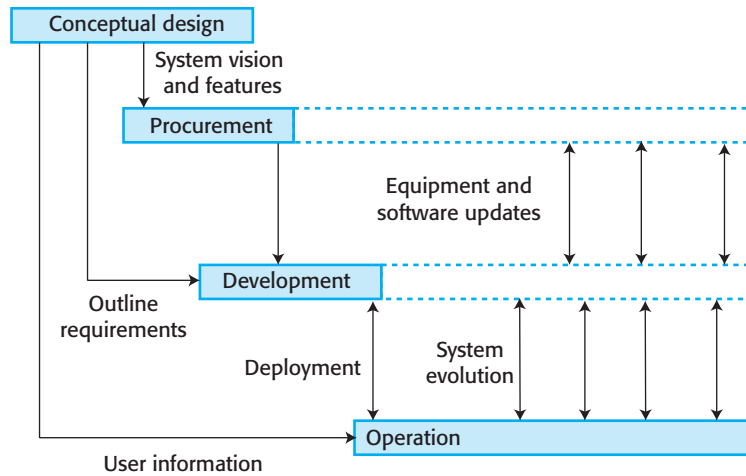 Conceptual design
System vision
and features
Procurement
Equipment and
software updates
Development
Outline
requirements
Deployment
System
evolution
Operation
User information